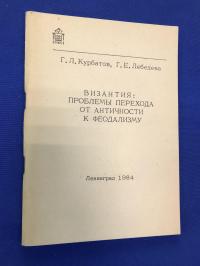 Г.Л.Курбатов, Г.Е.Лебедева
ВИЗАНТИЯ:
ПРОБЛЕМЫ ПЕРЕХОДА
ОТ АНТИЧНОСТИ
К ФЕОДАЛИЗМУ
Ленинград 1984